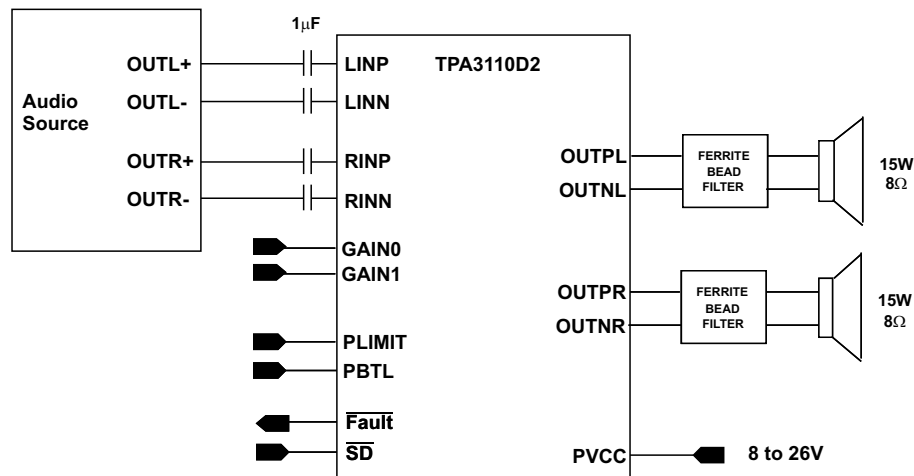 1μF
Audio
Source
OUTL+
OUTL-
OUTR+
OUTR-
LINP
LINN
RINP
RINN
GAIN0
GAIN1
PLIMIT
PBTL
Fault
SD
TPA3110D2
OUTPL
OUTNL
FERRITE
BEAD
FILTER
15W
8Ω
OUTPR
OUTNR
FERRITE
BEAD
FILTER
15W
8Ω
PVCC
8 to 26V